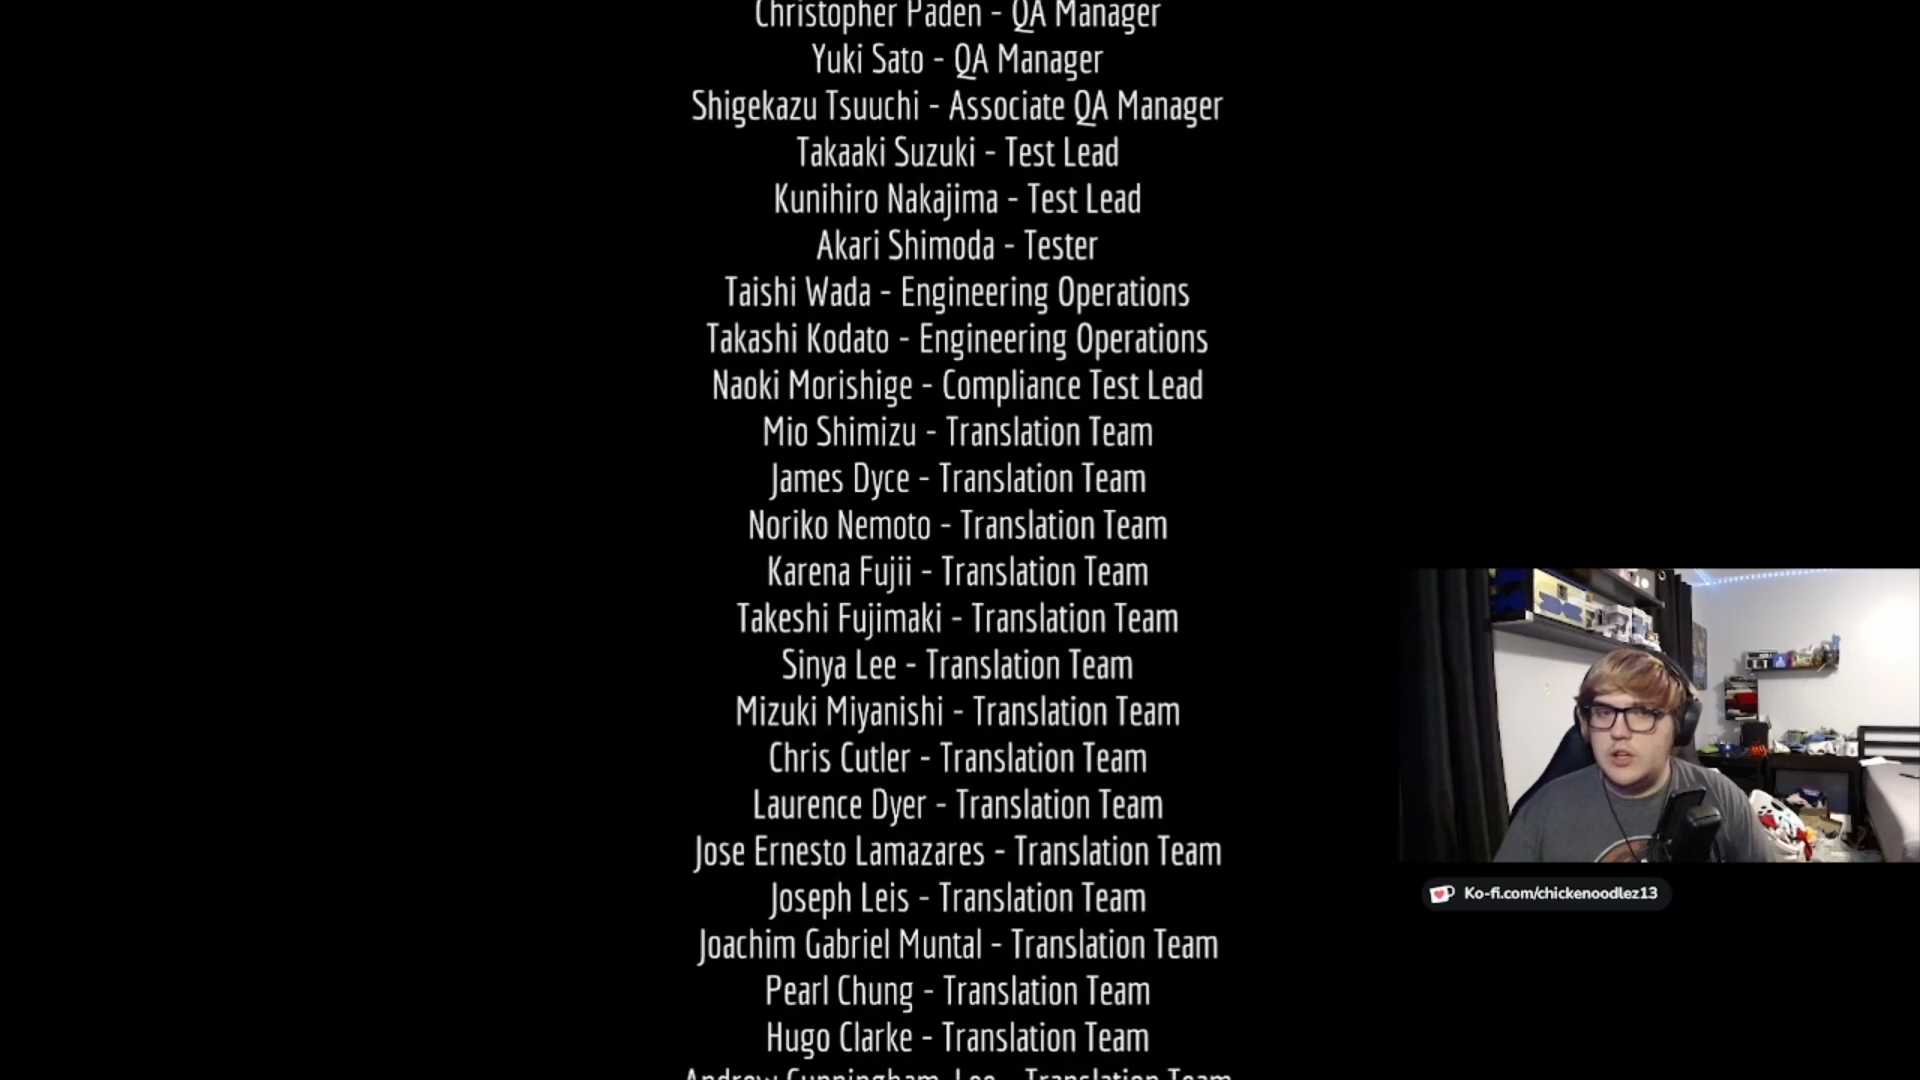 Christopher Paden - QA Manager
Yuki Sato - QA Manager
Shigekazu Tsuuchi - Associate QA Manager
Takaaki Suzuki - Test Lead
Kunihiro Nakajima - Test Lead
Akari Shimoda - Tester
Taishi Wada - Engineering Operations
Takashi Kodato - Engineering Operations
Naoki Morishige - Compliance Test Lead
Mio Shimizu - Translation Team
James Dyce - Translation Team
Noriko Nemoto - Translation Team
Karena Fujii - Translation Team
Takeshi Fujimaki - Translation Team
Sinya Lee - Translation Team
Mizuki Miyanishi - Translation Team
Chris Cutler - Translation Team
Laurence Dyer - Translation Team
Jose Ernesto Lamazares - Translation Team
Joseph Leis - Translation Team
Joachim Gabriel Muntal - Translation Team
Pearl Chung - Translation Team
Hugo Clarke - Translation Team
Andrew Cunningham-Lee - Translation Team
Ko-fi.com/chickenoodlez13